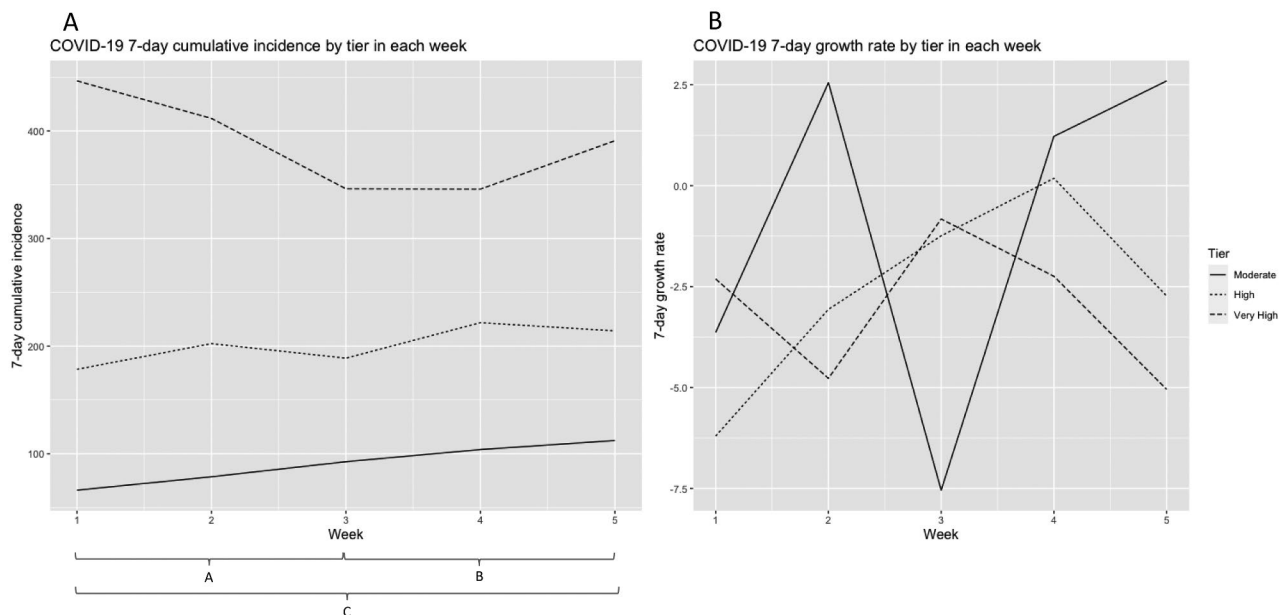 A
COVID-19 7-day cumulative incidence by tier in each week
7-day cumulative incidence
400
300
200
100
1 2 3 4 5
Week
A B
C
B
COVID-19 7-day growth rate by tier in each week
7-day growth rate
2.5
0.0
-2.5
-5.0
-7.5
1 2 3 4 5
Week
Tier
Moderate
High
Very High